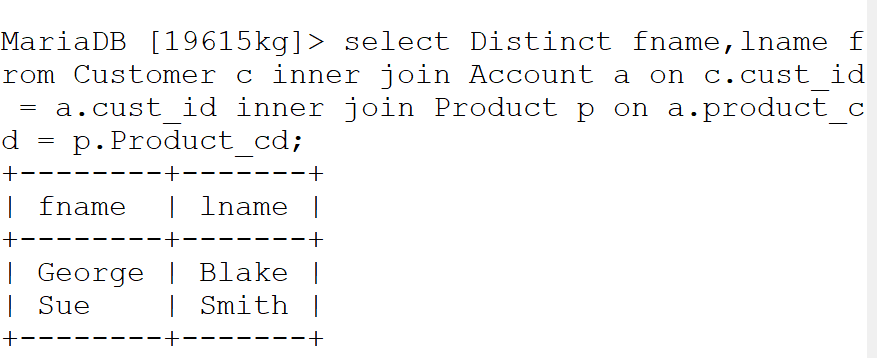 MariaDB [19615kg]> select Distinct fname,lname f
rom Customer c inner join Account a on c.cust_id
 = a.cust_id inner join Product p on a.product_c
d = p.Product_cd;
+--------+-------+
| fname  | lname |
+--------+-------+
| George | Blake |
| Sue    | Smith |
+--------+-------+